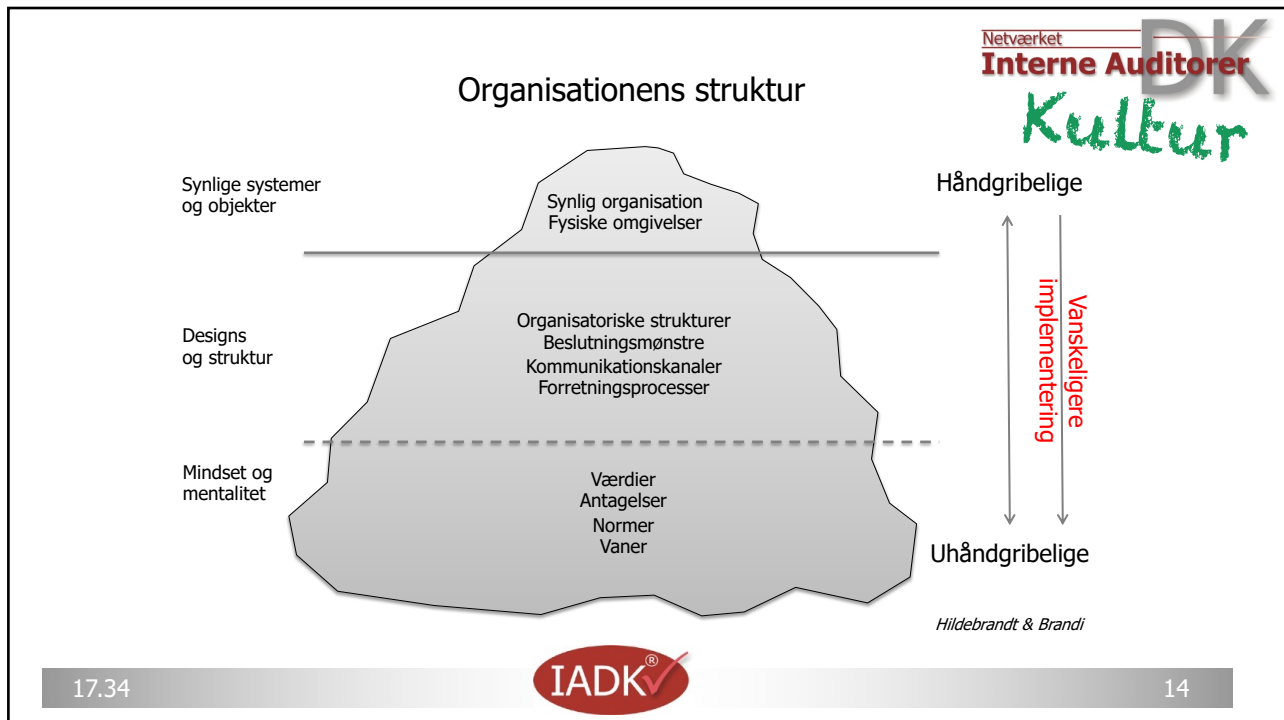 Netværket
DK
Interne Auditorer
Kultur
Organisationens struktur
Synlige systemer
og objekter
Synlig organisation
Fysiske omgivelser
Håndgribelige
Designs
og struktur
Organisatoriske strukturer
Beslutningsmønstre
Kommunikationskanaler
Forretningsprocesser
Vanskeligere
implementering
Mindset og
mentalitet
Værdier
Antagelser
Normer
Vaner
Uhåndgribelige
Hildebrandt & Brandi
17.34
IADK®
14